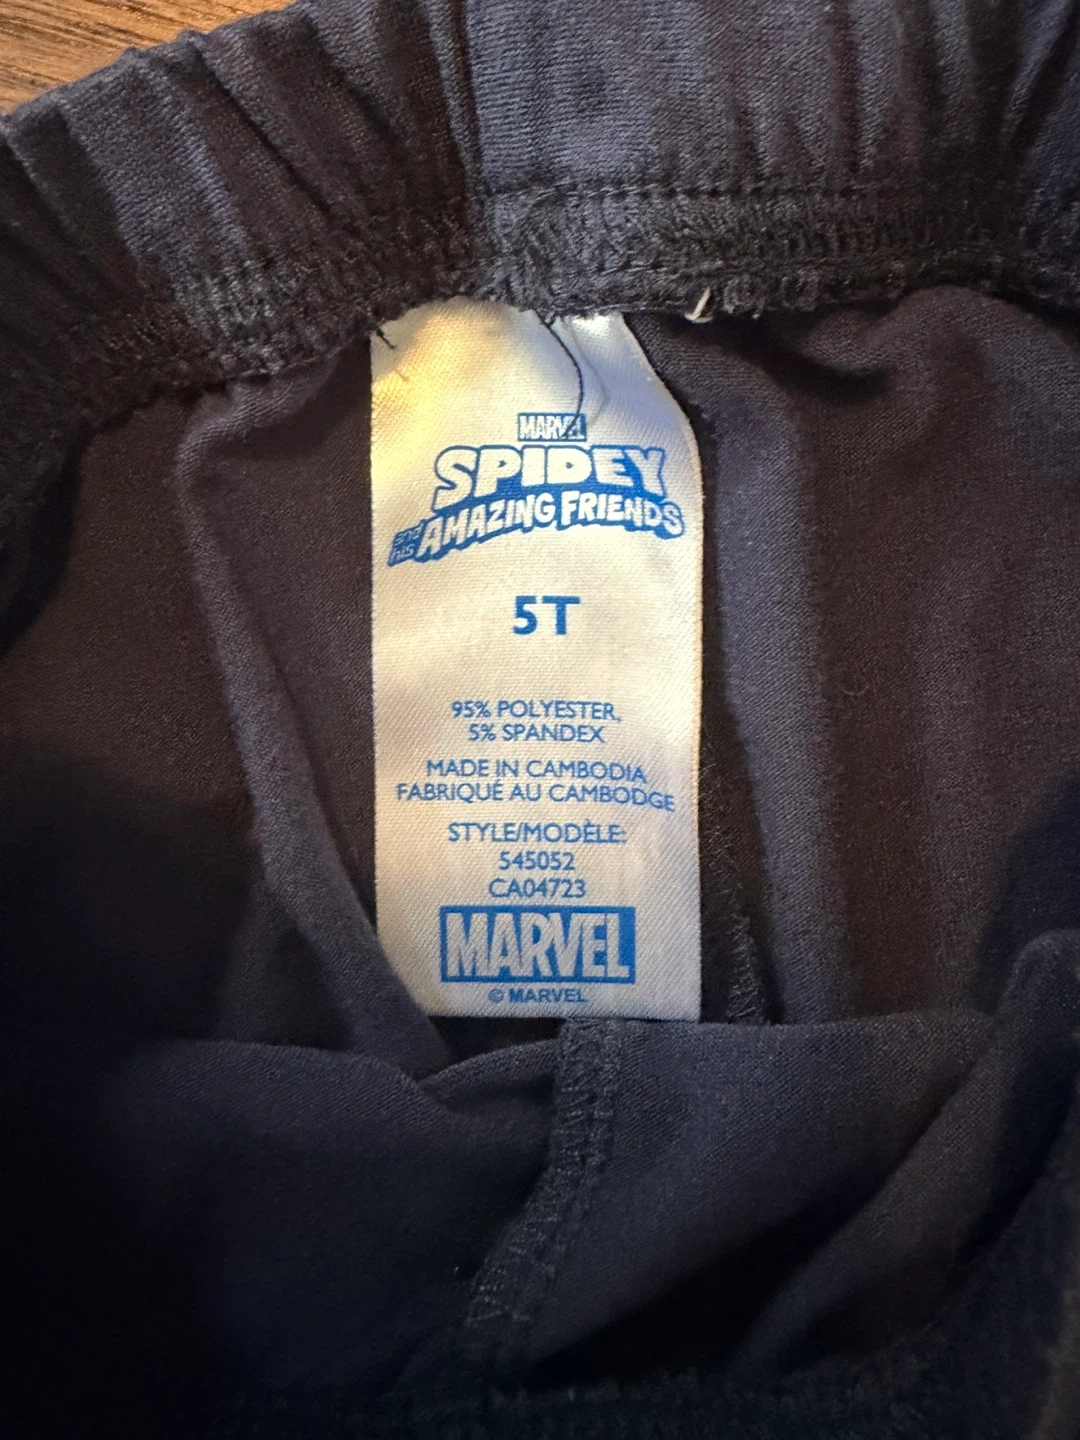 MARVEL
SPIDEY
and his AMAZING FRIENDS
5T
95% POLYESTER,
5% SPANDEX
MADE IN CAMBODIA
FABRIQUÉ AU CAMBODGE
STYLE/MODÈLE:
545052
CA04723
MARVEL
© MARVEL